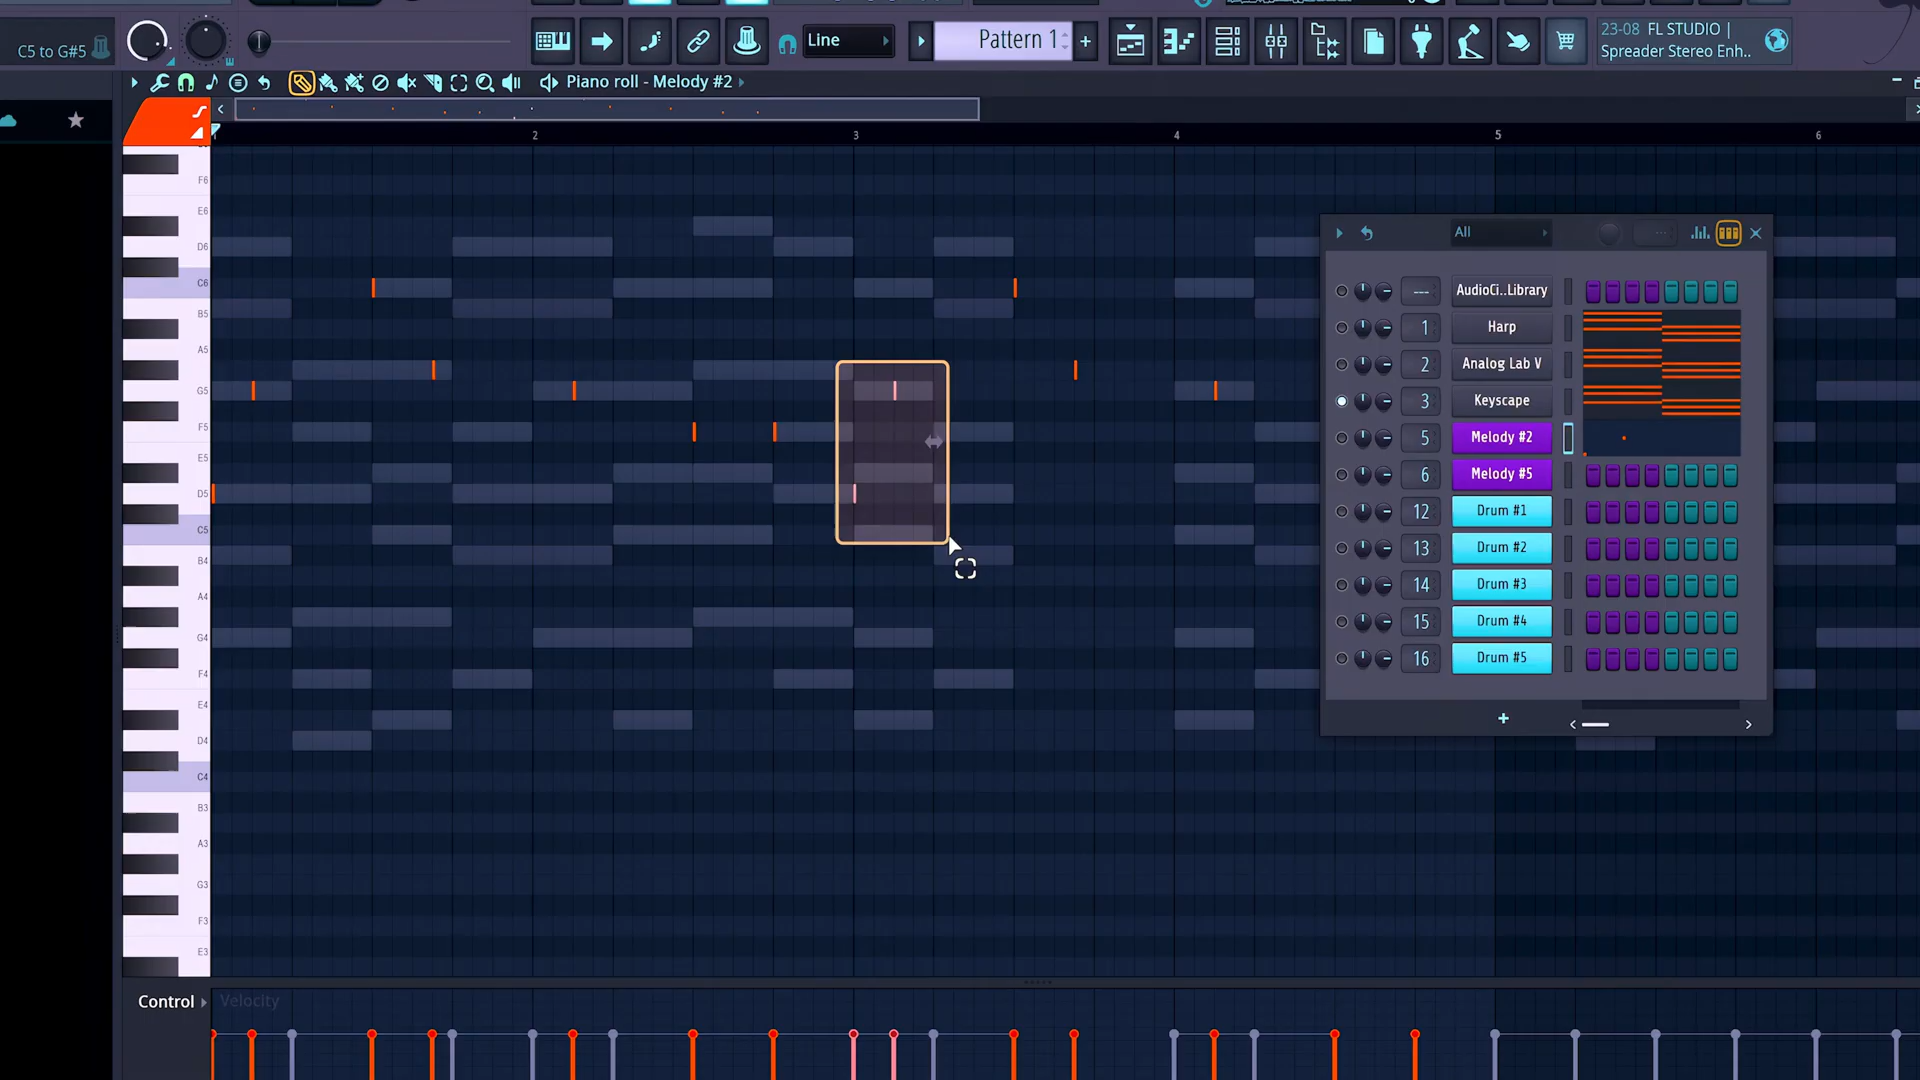 C5 to G#5
Line
Pattern 1
23-08 FL STUDIO |
Spreader Stereo Enh..
Piano roll - Melody #2
2
3
4
5
6
F6
E6
D6
C6
B5
A5
G5
F5
E5
D5
C5
B4
A4
G4
F4
E4
D4
C4
B3
A3
G3
F3
E3
All
--- AudioCi..Library
1 Harp
2 Analog Lab V
3 Keyscape
5 Melody #2
6 Melody #5
12 Drum #1
13 Drum #2
14 Drum #3
15 Drum #4
16 Drum #5
Control
Velocity